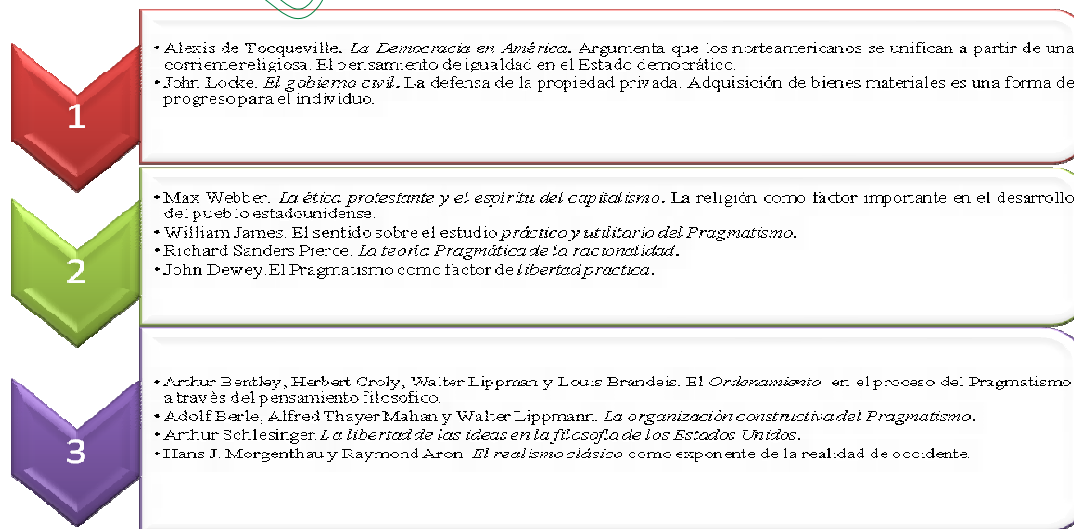 1
• Alexis de Tocqueville. La Democracia en América. Argumenta que los norteamericanos se unifican a partir de una
corriente religiosa. El pensamiento de igualdad en el Estado democrático.
• John Locke. El gobierno civil. La defensa de la propiedad privada. Adquisición de bienes materiales es una forma de
progreso para el individuo.
2
• Max Webber. La ética protestante y el espíritu del capitalismo. La religión como factor importante en el desarrollo
del pueblo estadounidense.
• William James. El sentido sobre el estudio práctico y utilitario del Pragmatismo.
• Richard Sanders Pierce. La teoría Pragmática de la racionalidad.
• John Dewey. El Pragmatismo como factor de libertad practica.
3
• Arthur Bentley, Herbert Croly, Walter Lippman y Louis Brandeis. El Ordenamiento en el proceso del Pragmatismo
a través del pensamiento filosófico.
• Adolf Berle, Alfred Thayer Mahan y Walter Lippmann. La organización constructiva del Pragmatismo.
• Arthur Schlesinger. La libertad de las ideas en la filosofía de los Estados Unidos.
• Hans J. Morgenthau y Raymond Aron. El realismo clásico como exponente de la realidad de occidente.